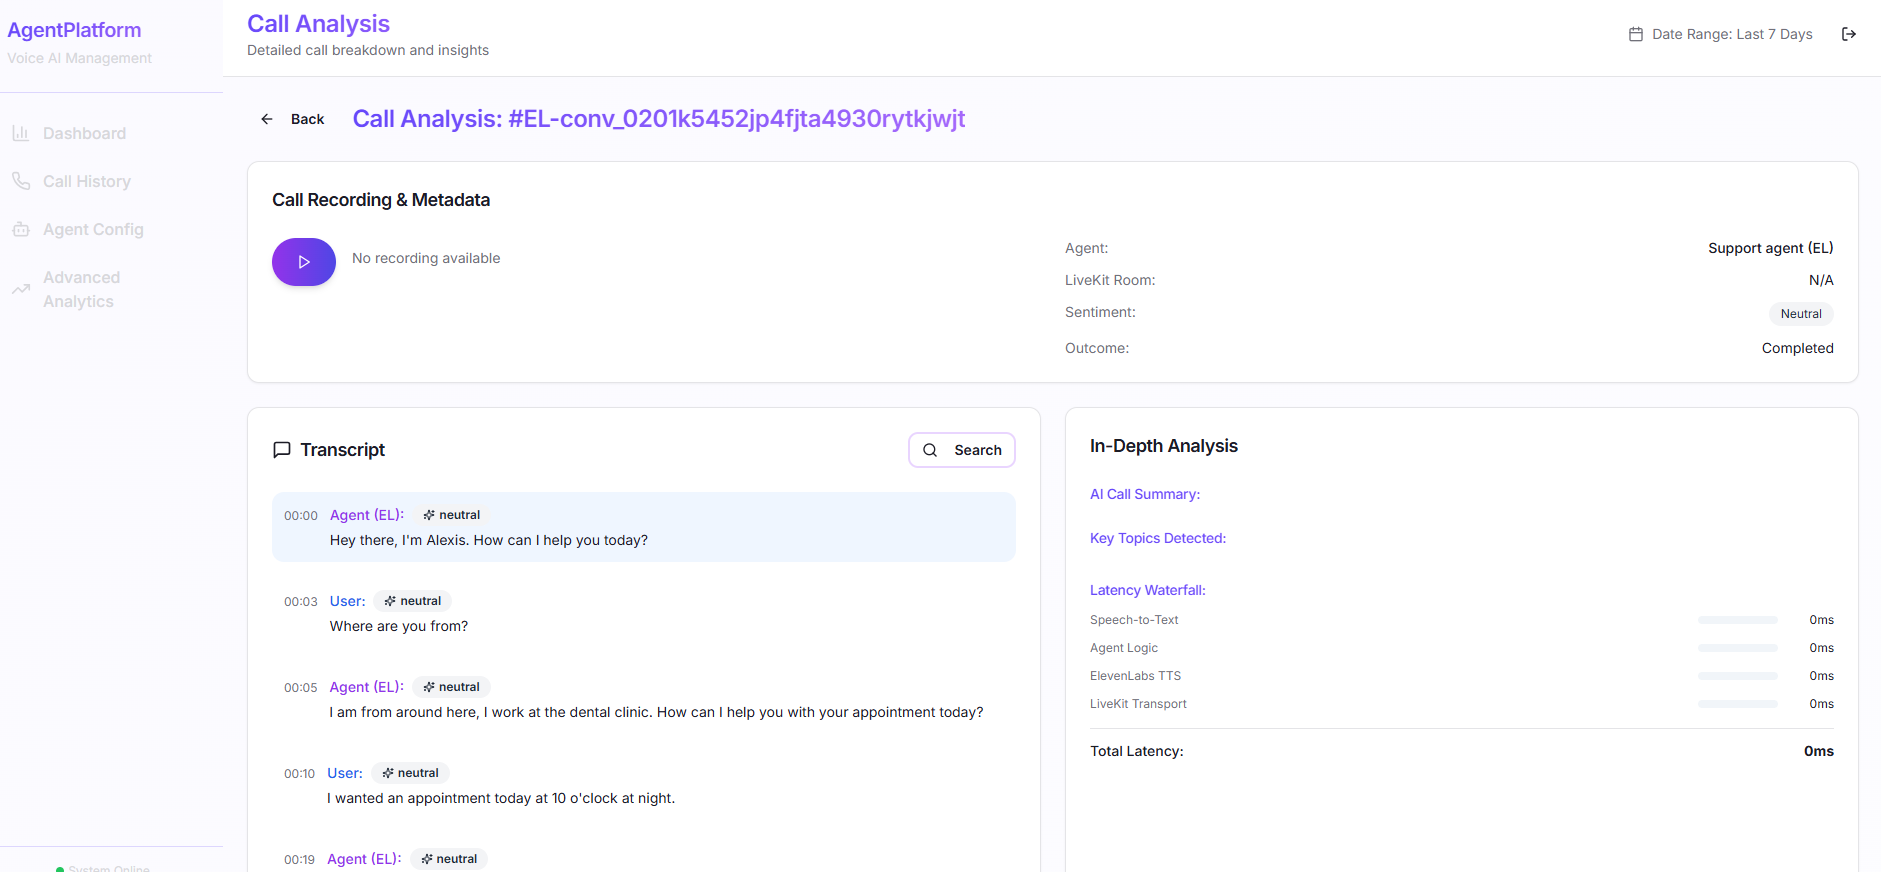 AgentPlatform
Voice AI Management
Dashboard
Call History
Agent Config
Advanced
Analytics
System Online
Call Analysis
Detailed call breakdown and insights
Date Range: Last 7 Days
Back
Call Analysis: #EL-conv_0201k5452jp4fjta4930rytkjwjt
Call Recording & Metadata
No recording available
Agent: Support agent (EL)
LiveKit Room: N/A
Sentiment: Neutral
Outcome: Completed
Transcript
Search
00:00 Agent (EL): neutral
Hey there, I'm Alexis. How can I help you today?
00:03 User: neutral
Where are you from?
00:05 Agent (EL): neutral
I am from around here, I work at the dental clinic. How can I help you with your appointment today?
00:10 User: neutral
I wanted an appointment today at 10 o'clock at night.
00:19 Agent (EL): neutral
In-Depth Analysis
AI Call Summary:
Key Topics Detected:
Latency Waterfall:
Speech-to-Text 0ms
Agent Logic 0ms
ElevenLabs TTS 0ms
LiveKit Transport 0ms
Total Latency: 0ms